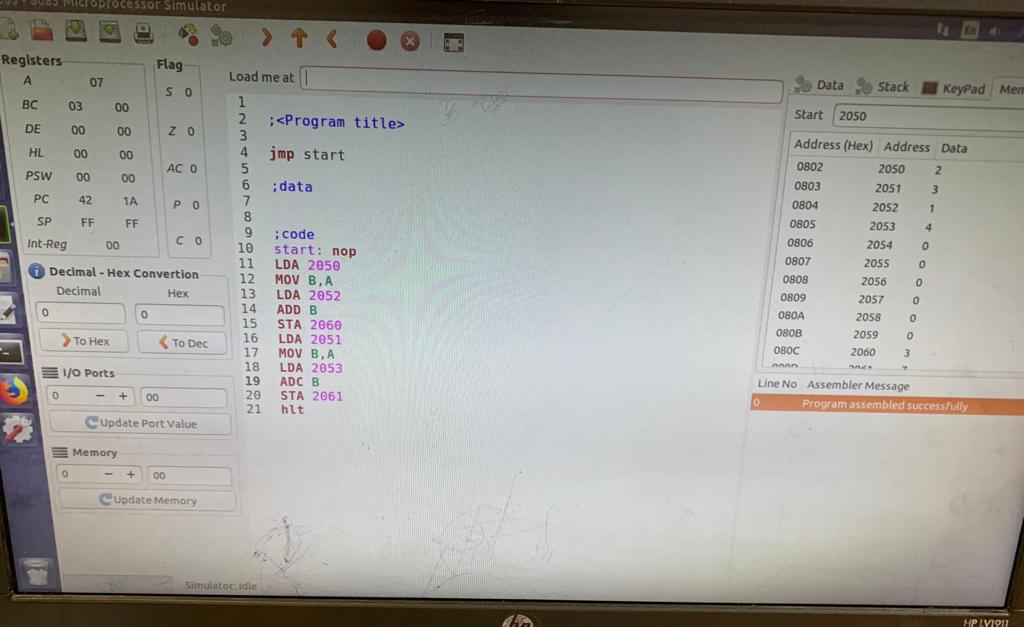 8085 Microprocessor Simulator
En
Registers
A 07
BC 03 00
DE 00 00
HL 00 00
PSW 00 00
PC 42 1A
SP FF FF
Int-Reg 00
Flag
S 0
Z 0
AC 0
P 0
C 0
Decimal - Hex Convertion
Decimal Hex
0 0
To Hex To Dec
I/O Ports
0 - + 00
Update Port Value
Memory
0 - + 00
Update Memory
Load me at
1
2 ;<Program title>
3
4 jmp start
5
6 ;data
7
8
9 ;code
10 start: nop
11 LDA 2050
12 MOV B,A
13 LDA 2052
14 ADD B
15 STA 2060
16 LDA 2051
17 MOV B,A
18 LDA 2053
19 ADC B
20 STA 2061
21 hlt
Data Stack KeyPad Mem
Start 2050
Address (Hex) Address Data
0802 2050 2
0803 2051 3
0804 2052 1
0805 2053 4
0806 2054 0
0807 2055 0
0808 2056 0
0809 2057 0
080A 2058 0
080B 2059 0
080C 2060 3
Line No Assembler Message
0 Program assembled successfully
Simulator: Idle
hp
HP LV1911